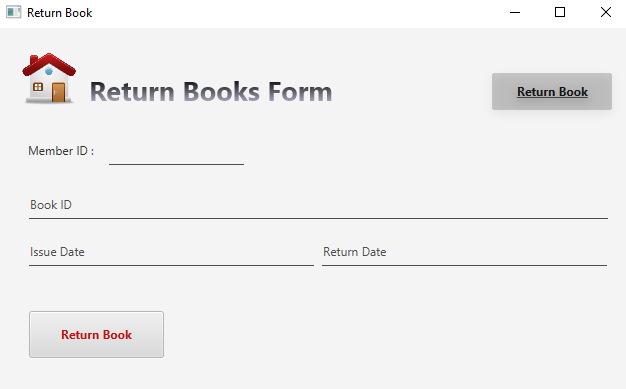 Return Book
Return Books Form
Return Book
Member ID :
Book ID
Issue Date
Return Date
Return Book